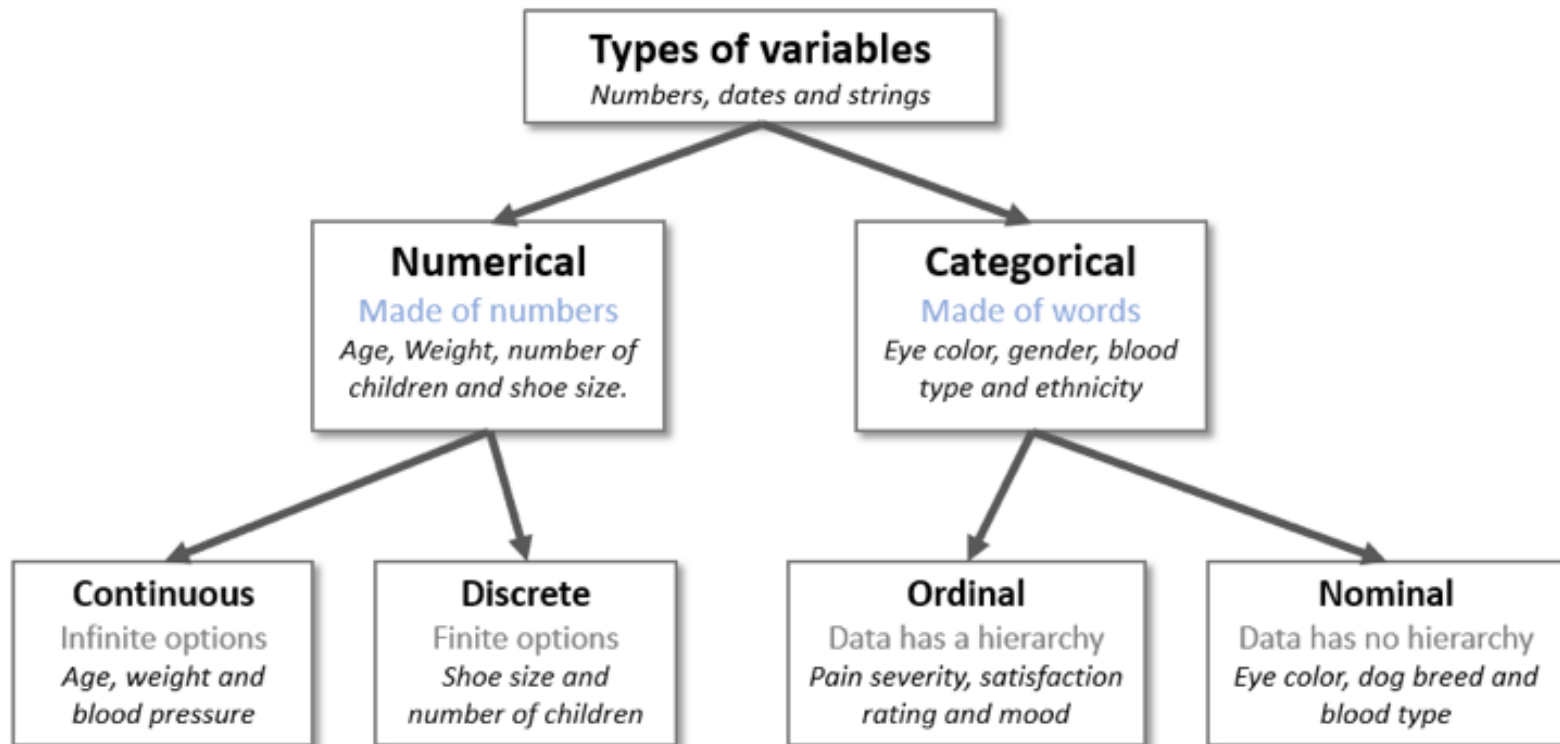 Types of variables
Numbers, dates and strings
Numerical
Made of numbers
Age, Weight, number of
children and shoe size.
Categorical
Made of words
Eye color, gender, blood
type and ethnicity
Continuous
Infinite options
Age, weight and
blood pressure
Discrete
Finite options
Shoe size and
number of children
Ordinal
Data has a hierarchy
Pain severity, satisfaction
rating and mood
Nominal
Data has no hierarchy
Eye color, dog breed and
blood type